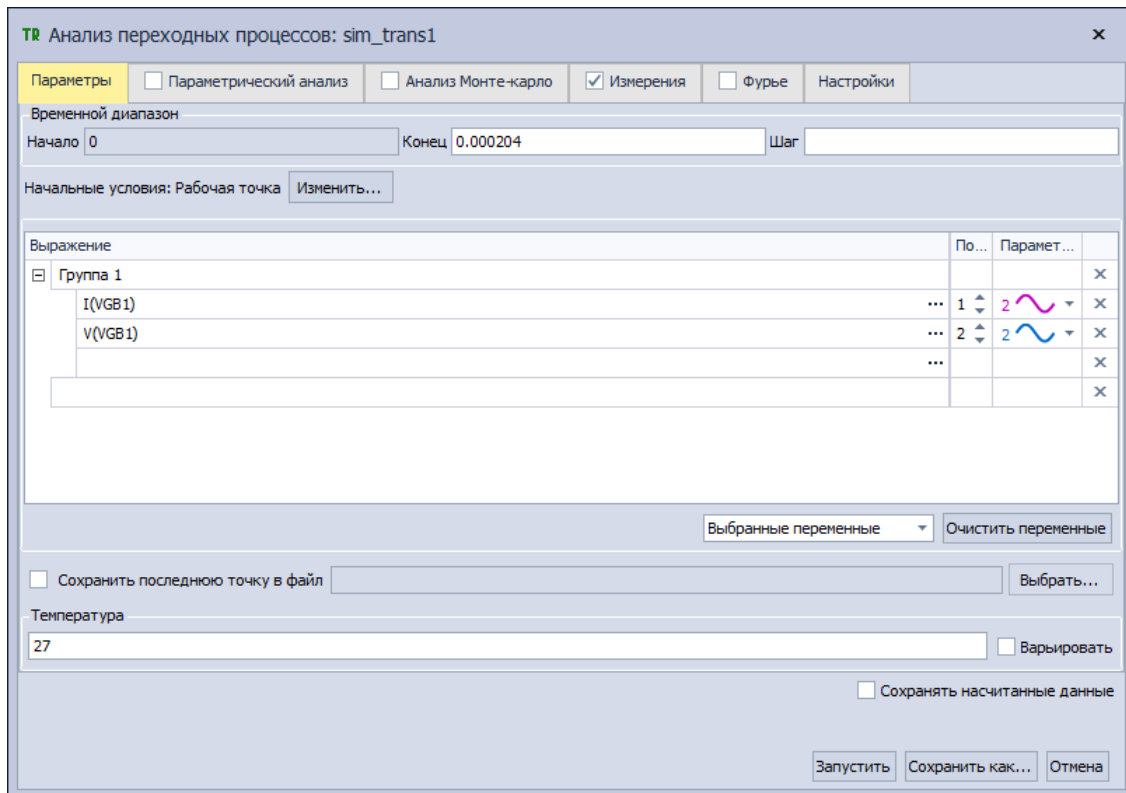 TR Анализ переходных процессов: sim_trans1
Параметры Параметрический анализ Анализ Монте-карло Измерения Фурье Настройки
Временной диапазон
Начало 0 Конец 0.000204 Шаг
Начальные условия: Рабочая точка Изменить...
Выражение По... Парамет...
Группа 1
I(VGB1) ... 1 2
V(VGB1) ... 2 2
...
Выбранные переменные Очистить переменные
Сохранить последнюю точку в файл Выбрать...
Температура
27 Варьировать
Сохранять насчитанные данные
Запустить Сохранить как... Отмена